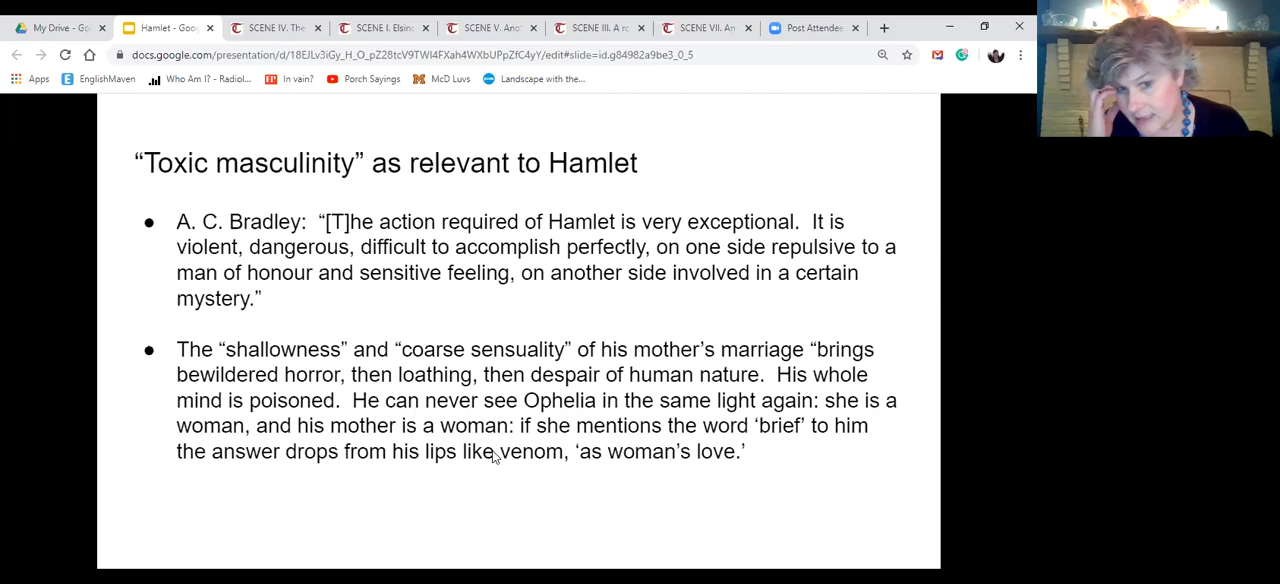 My Drive - Goo
Hamlet - Goog
SCENE IV. The
SCENE I. Elsino
SCENE V. Anot
SCENE III. A ro
SCENE VII. An
Post Attendee
docs.google.com/presentation/d/18EJLv3iGy_H_O_pZ28tcV9TWI4FXah4WXbUPpZfC4yY/edit#slide=id.g84982a9be3_0_5
Apps
EnglishMaven
Who Am I? - Radiol...
In vain?
Porch Sayings
McD Luvs
Landscape with the...
“Toxic masculinity” as relevant to Hamlet
● A. C. Bradley: “[T]he action required of Hamlet is very exceptional. It is
violent, dangerous, difficult to accomplish perfectly, on one side repulsive to a
man of honour and sensitive feeling, on another side involved in a certain
mystery.”
● The “shallowness” and “coarse sensuality” of his mother’s marriage “brings
bewildered horror, then loathing, then despair of human nature. His whole
mind is poisoned. He can never see Ophelia in the same light again: she is a
woman, and his mother is a woman: if she mentions the word ‘brief’ to him
the answer drops from his lips like venom, ‘as woman’s love.’